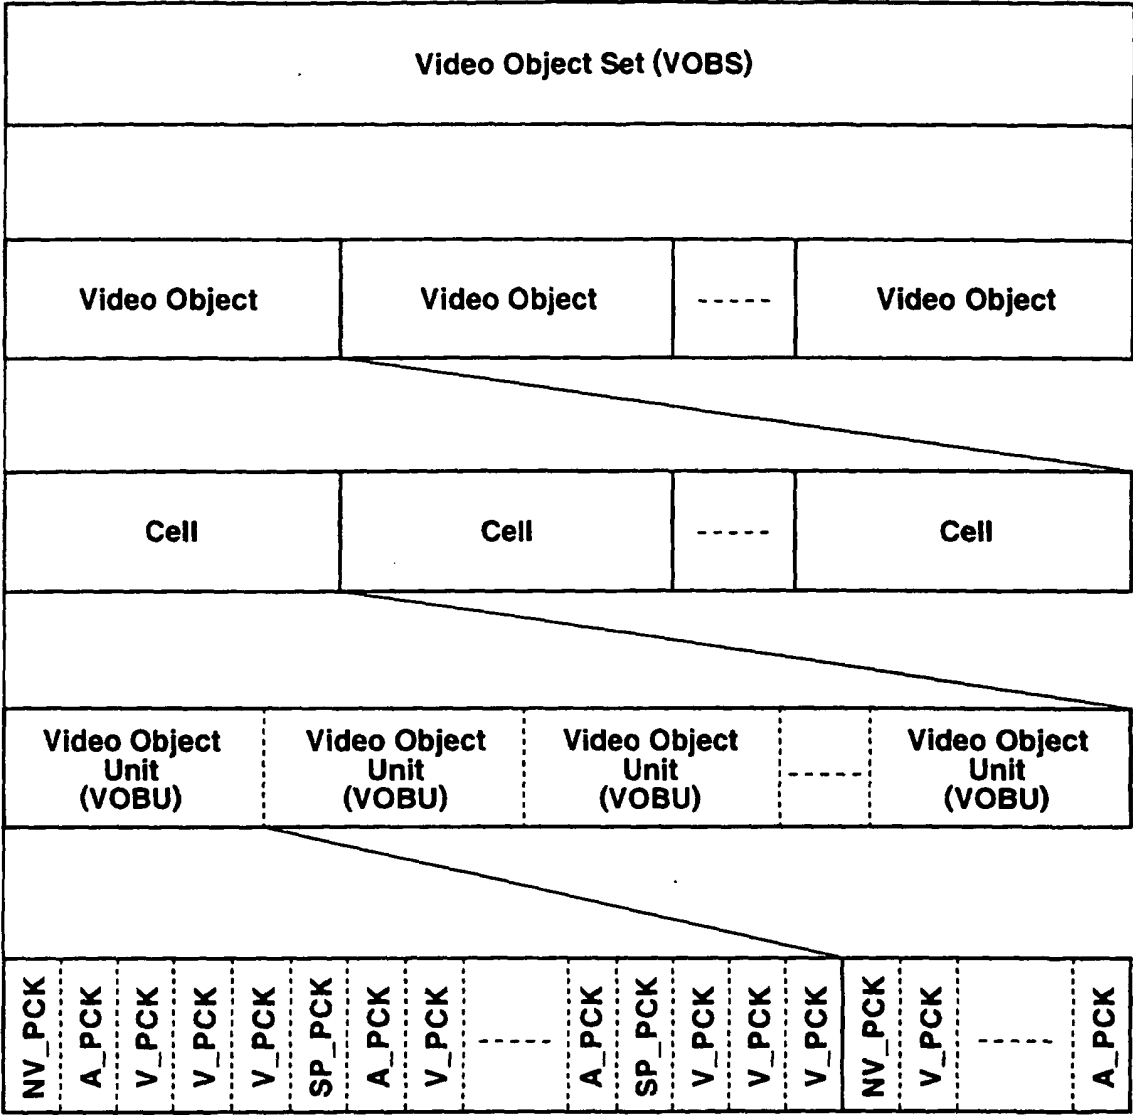 Video Object Set (VOBS)
Video Object Video Object ----- Video Object
Cell Cell ----- Cell
Video Object Video Object Video Object Video Object
Unit Unit Unit ----- Unit
(VOBU) (VOBU) (VOBU) (VOBU)
NV_PCK A_PCK V_PCK V_PCK V_PCK SP_PCK A_PCK V_PCK ----- A_PCK SP_PCK V_PCK V_PCK V_PCK NV_PCK V_PCK ----- A_PCK